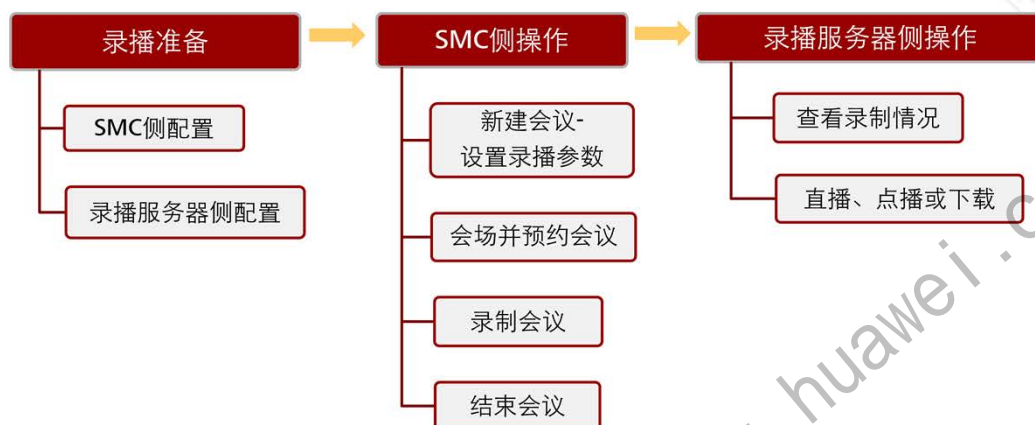 录播准备
SMC侧配置
录播服务器侧配置
SMC侧操作
新建会议-
设置录播参数
会场并预约会议
录制会议
结束会议
录播服务器侧操作
查看录制情况
直播、点播或下载
huawei.c